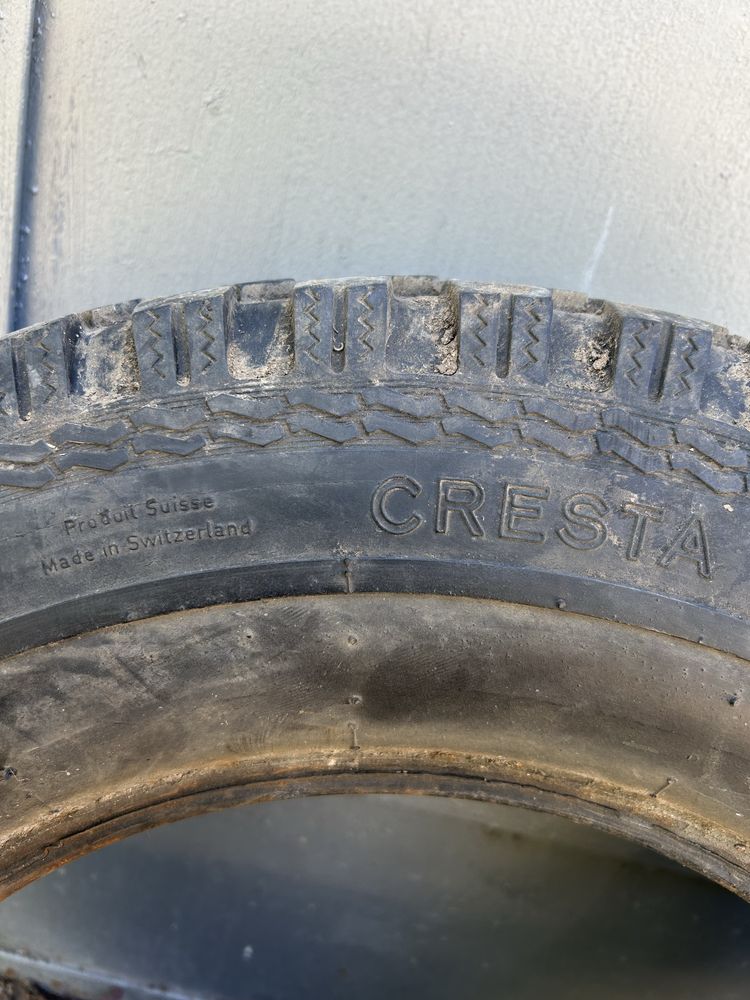 Produit Suisse
Made in Switzerland
CRESTA